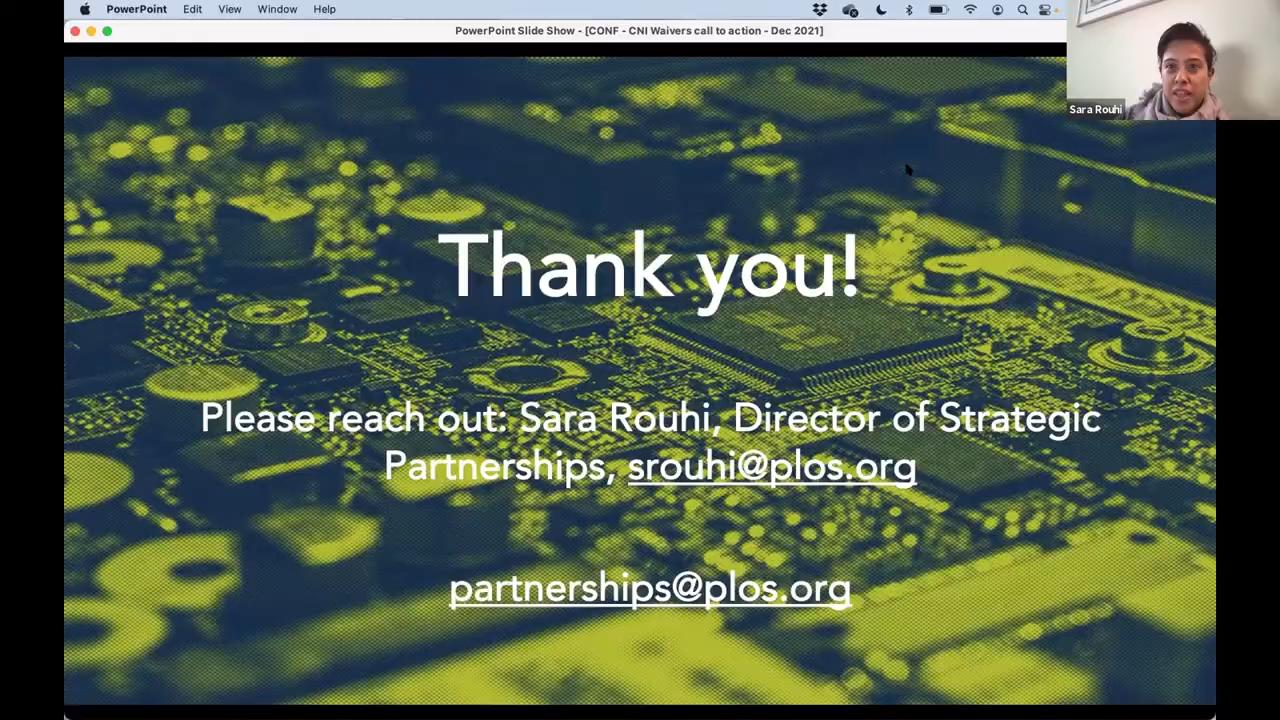 PowerPoint Edit View Window Help
PowerPoint Slide Show - [CONF - CNI Waivers call to action - Dec 2021]
Sara Rouhi
Thank you!
Please reach out: Sara Rouhi, Director of Strategic
Partnerships, srouhi@plos.org
partnerships@plos.org